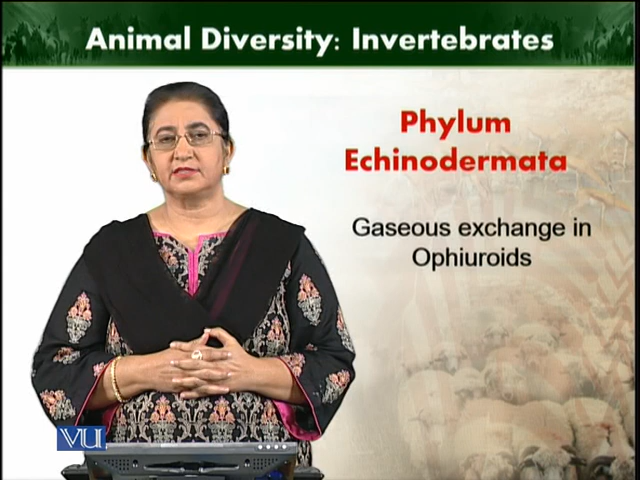 Animal Diversity: Invertebrates
Phylum
Echinodermata
Gaseous exchange in
Ophiuroids
VU